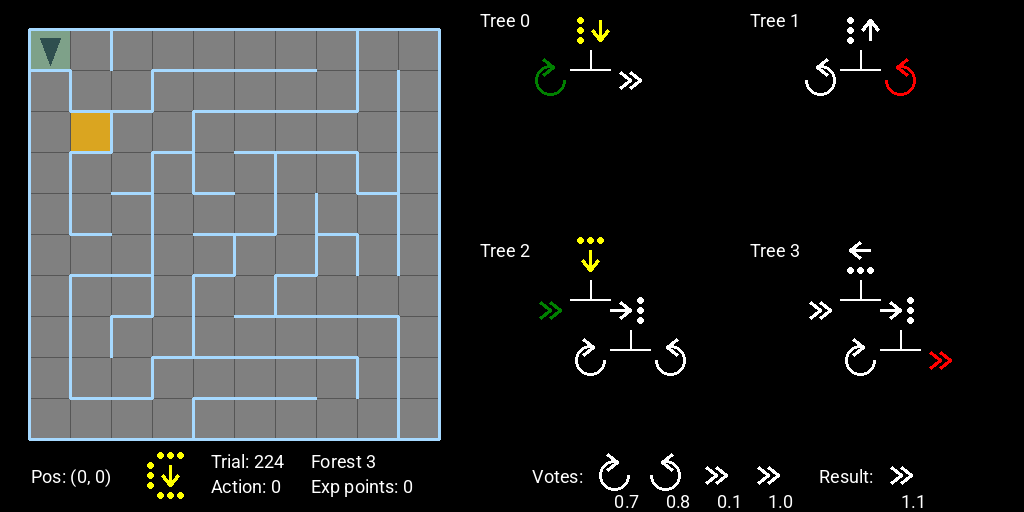 Tree 0
Tree 1
Tree 2
Tree 3
Pos: (0, 0)
Trial: 224
Forest 3
Action: 0
Exp points: 0
Votes:
0.7
0.8
0.1
1.0
Result:
1.1